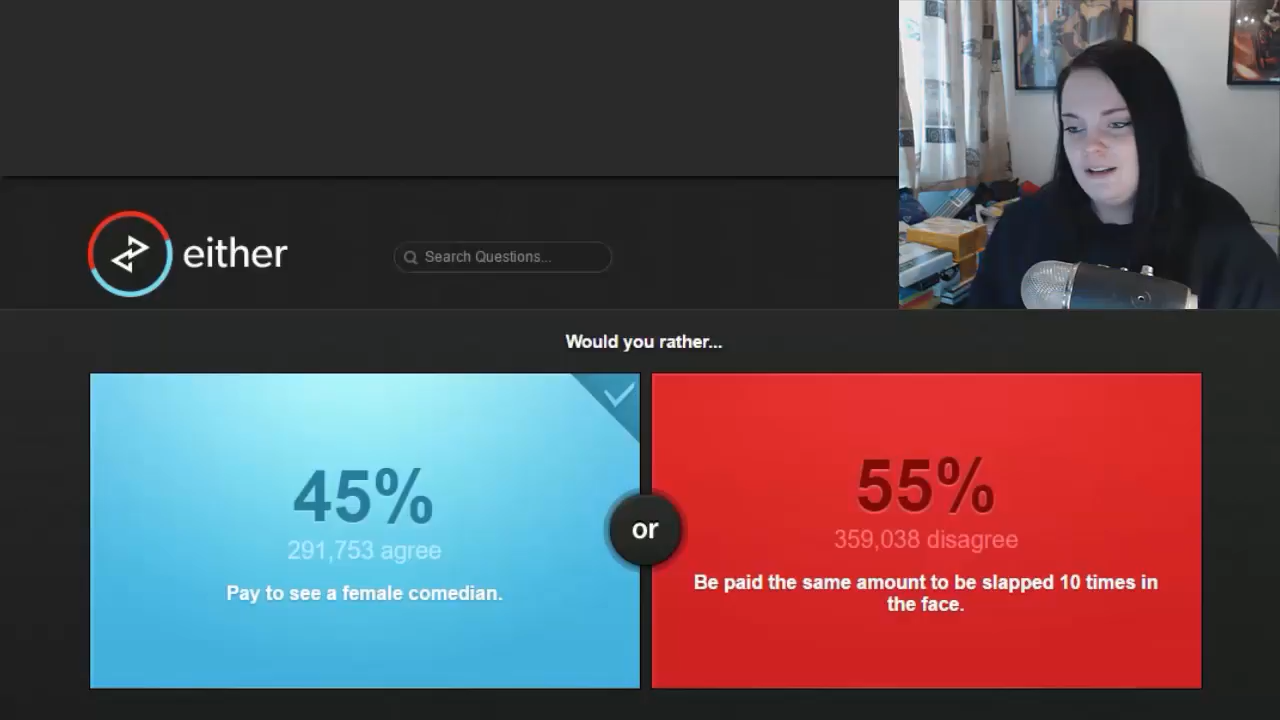 either
Search Questions...
Would you rather...
45%
291,753 agree
Pay to see a female comedian.
or
55%
359,038 disagree
Be paid the same amount to be slapped 10 times in
the face.